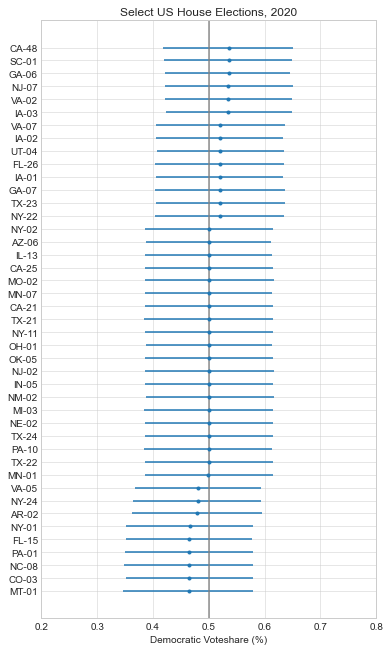 Select US House Elections, 2020
CA-48
SC-01
GA-06
NJ-07
VA-02
IA-03
VA-07
IA-02
UT-04
FL-26
IA-01
GA-07
TX-23
NY-22
NY-02
AZ-06
IL-13
CA-25
MO-02
MN-07
CA-21
TX-21
NY-11
OH-01
OK-05
NJ-02
IN-05
NM-02
MI-03
NE-02
TX-24
PA-10
TX-22
MN-01
VA-05
NY-24
AR-02
NY-01
FL-15
PA-01
NC-08
CO-03
MT-01
0.2 0.3 0.4 0.5 0.6 0.7 0.8
Democratic Voteshare (%)